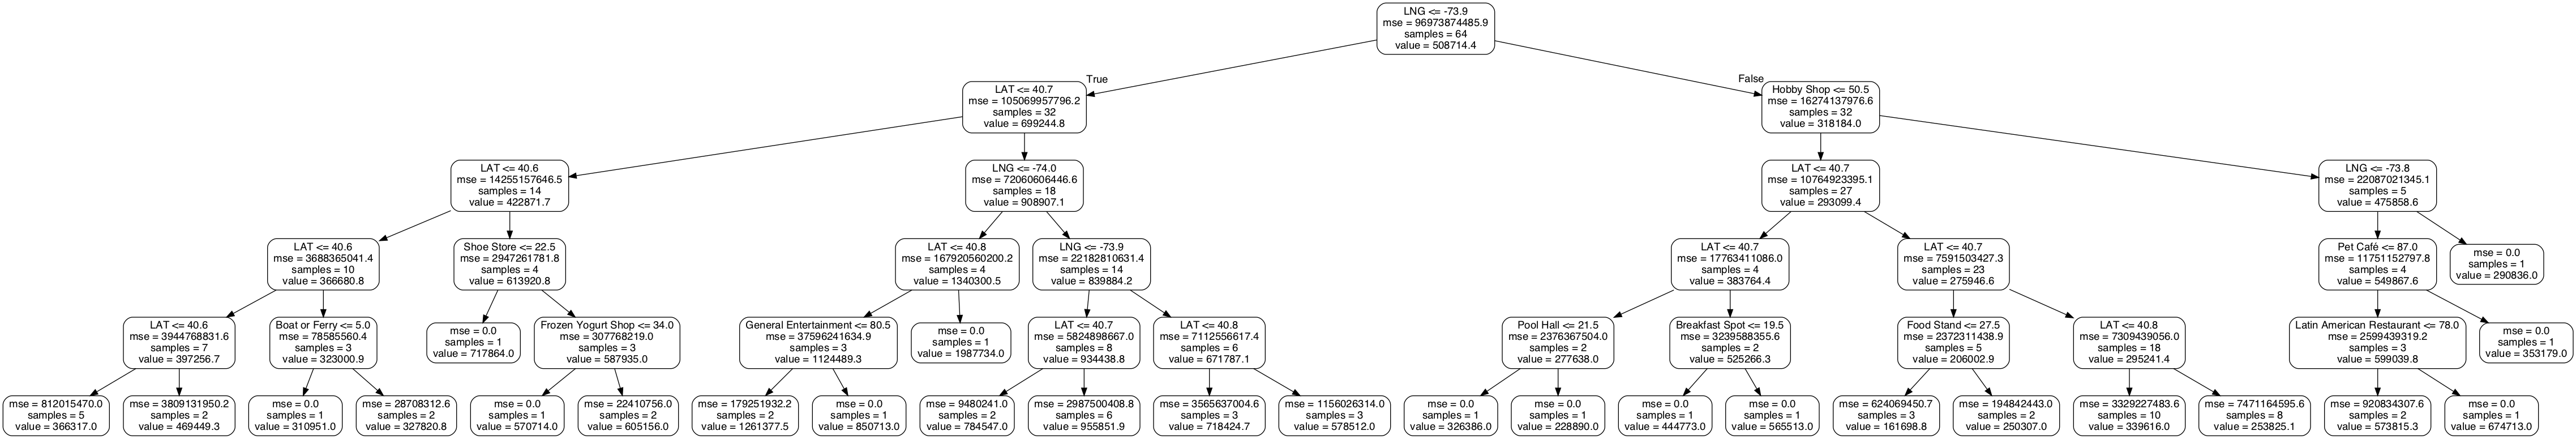 LNG <= -73.9
mse = 96973874485.9
samples = 64
value = 508714.4
True
False
LAT <= 40.7
mse = 105069957796.2
samples = 32
value = 699244.8
Hobby Shop <= 50.5
mse = 16274137976.6
samples = 32
value = 318184.0
LAT <= 40.6
mse = 14255157646.5
samples = 14
value = 422871.7
LNG <= -74.0
mse = 72060606446.6
samples = 18
value = 908907.1
LAT <= 40.7
mse = 10764923395.1
samples = 27
value = 293099.4
LNG <= -73.8
mse = 22087021345.1
samples = 5
value = 475858.6
LAT <= 40.6
mse = 3688365041.4
samples = 10
value = 366680.8
Shoe Store <= 22.5
mse = 2947261781.8
samples = 4
value = 613920.8
LAT <= 40.8
mse = 167920560200.2
samples = 4
value = 1340300.5
LNG <= -73.9
mse = 22182810631.4
samples = 14
value = 839884.2
LAT <= 40.7
mse = 17763411086.0
samples = 4
value = 383764.4
LAT <= 40.7
mse = 7591503427.3
samples = 23
value = 275946.6
Pet Café <= 87.0
mse = 11751152797.8
samples = 4
value = 549867.6
mse = 0.0
samples = 1
value = 290836.0
LAT <= 40.6
mse = 3944768831.6
samples = 7
value = 397256.7
Boat or Ferry <= 5.0
mse = 78585560.4
samples = 3
value = 323000.9
mse = 0.0
samples = 1
value = 717864.0
Frozen Yogurt Shop <= 34.0
mse = 307768219.0
samples = 3
value = 587935.0
General Entertainment <= 80.5
mse = 37596241634.9
samples = 3
value = 1124489.3
mse = 0.0
samples = 1
value = 1987734.0
LAT <= 40.7
mse = 5824898667.0
samples = 8
value = 934438.8
LAT <= 40.8
mse = 7112556617.4
samples = 6
value = 671787.1
Pool Hall <= 21.5
mse = 2376367504.0
samples = 2
value = 277638.0
Breakfast Spot <= 19.5
mse = 3239588355.6
samples = 2
value = 525266.3
Food Stand <= 27.5
mse = 2372311438.9
samples = 5
value = 206002.9
LAT <= 40.8
mse = 7309439056.0
samples = 18
value = 295241.4
Latin American Restaurant <= 78.0
mse = 2599439319.2
samples = 3
value = 599039.8
mse = 0.0
samples = 1
value = 353179.0
mse = 812015470.0
samples = 5
value = 366317.0
mse = 3809131950.2
samples = 2
value = 469449.3
mse = 0.0
samples = 1
value = 310951.0
mse = 28708312.6
samples = 2
value = 327820.8
mse = 0.0
samples = 1
value = 570714.0
mse = 22410756.0
samples = 2
value = 605156.0
mse = 179251932.2
samples = 2
value = 1261377.5
mse = 0.0
samples = 1
value = 850713.0
mse = 9480241.0
samples = 2
value = 784547.0
mse = 2987500408.8
samples = 6
value = 955851.9
mse = 3565637004.6
samples = 3
value = 718424.7
mse = 1156026314.0
samples = 3
value = 578512.0
mse = 0.0
samples = 1
value = 326386.0
mse = 0.0
samples = 1
value = 228890.0
mse = 0.0
samples = 1
value = 444773.0
mse = 0.0
samples = 1
value = 565513.0
mse = 624069450.7
samples = 3
value = 161698.8
mse = 194842443.0
samples = 2
value = 250307.0
mse = 3329227483.6
samples = 10
value = 339616.0
mse = 7471164595.6
samples = 8
value = 253825.1
mse = 920834307.6
samples = 2
value = 573815.3
mse = 0.0
samples = 1
value = 674713.0